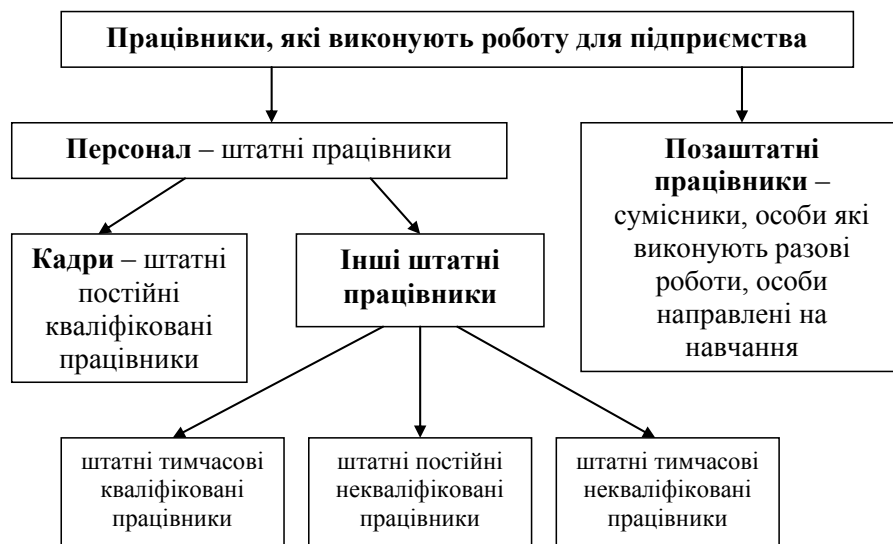 Працівники, які виконують роботу для підприємства
Персонал – штатні працівники
Позаштатні
працівники –
сумісники, особи які
виконують разові
роботи, особи
направлені на
навчання
Кадри – штатні
постійні
кваліфіковані
працівники
Інші штатні
працівники
штатні тимчасові
кваліфіковані
працівники
штатні постійні
некваліфіковані
працівники
штатні тимчасові
некваліфіковані
працівники